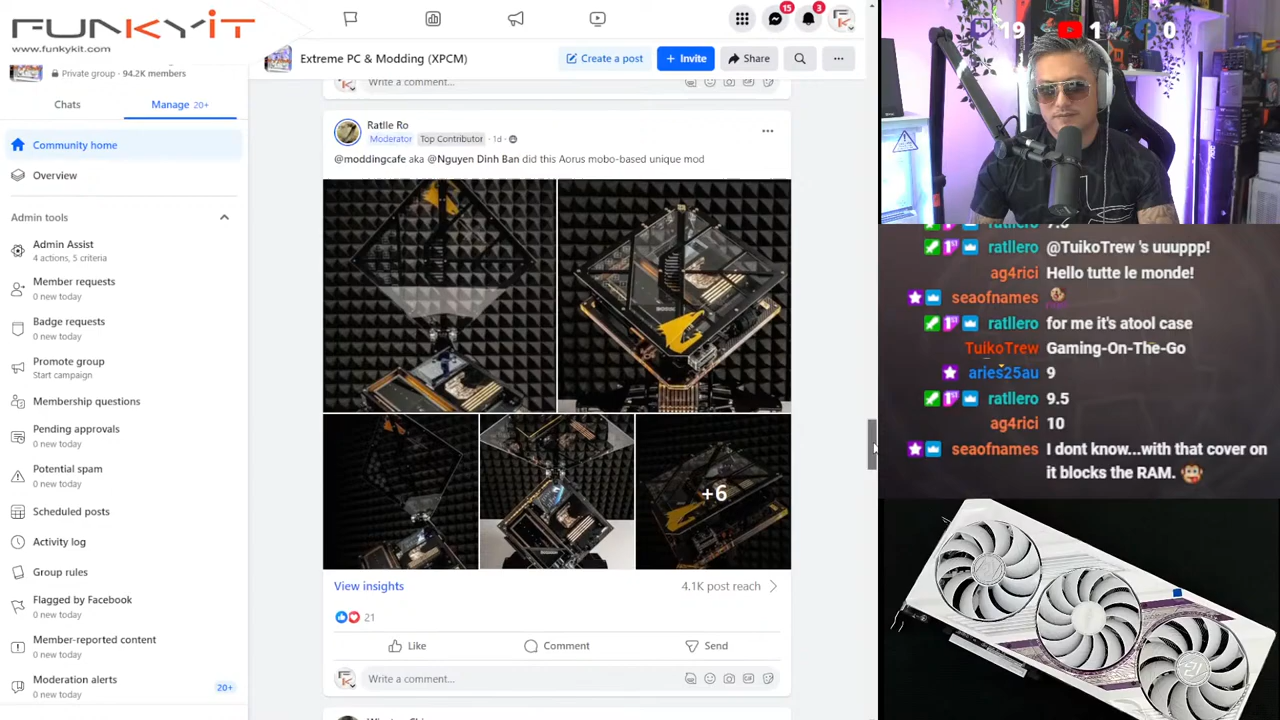 FUNKYIT
www.funkykit.com
Private group · 94.2K members
Chats
Manage 20+
Community home
Overview
Admin tools
Admin Assist
4 actions, 5 criteria
Member requests
0 new today
Badge requests
0 new today
Promote group
Start campaign
Membership questions
Pending approvals
0 new today
Potential spam
0 new today
Scheduled posts
Activity log
Group rules
Flagged by Facebook
0 new today
Member-reported content
0 new today
Moderation alerts
20+
0 new today
15
3
Extreme PC & Modding (XPCM)
Create a post
Invite
Share
Write a comment...
Ratlle Ro
Moderator Top Contributor · 1d ·
@moddingcafe aka @Nguyen Dinh Ban did this Aorus mobo-based unique mod
+6
View insights
4.1K post reach
21
Like
Comment
Send
Write a comment...
19
1
0
ratllero @TuikoTrew 's uuuppp!
ag4rici Hello tutte le monde!
seaofnames
ratllero for me it's atool case
TuikoTrew Gaming-On-The-Go
aries25au 9
ratllero 9.5
ag4rici 10
seaofnames I dont know...with that cover on
it blocks the RAM.